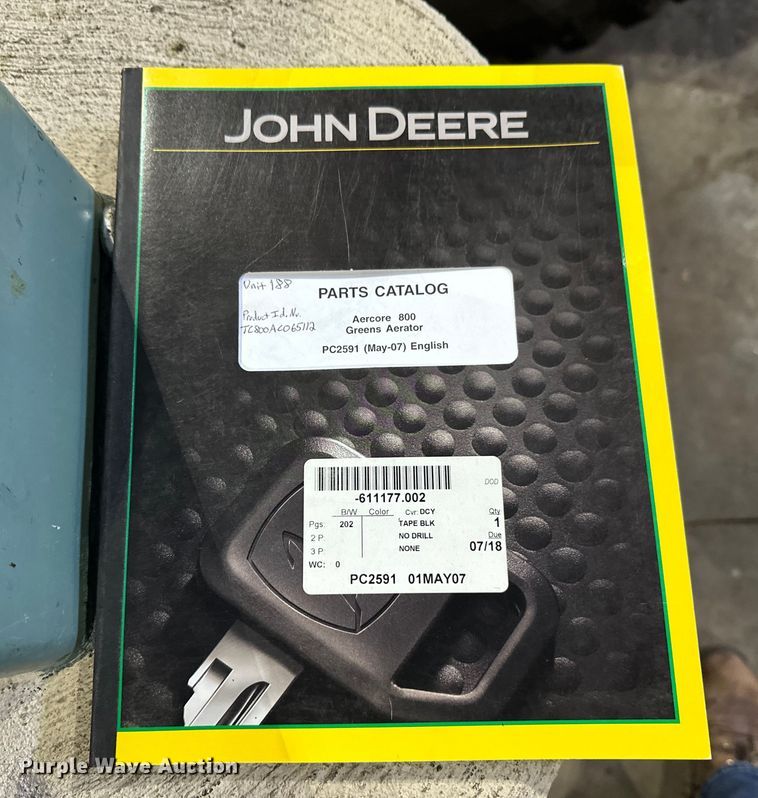 JOHN DEERE
Unit 188
PARTS CATALOG
Product Id. No.
TC800AC065112
Aercore 800
Greens Aerator
PC2591 (May-07) English
DOD
-611177.002
B/W Color Cvr: DCY Qty
Pgs: 202 TAPE BLK 1
2 P: NO DRILL Due
3 P: NONE 07/18
WC: 0
PC2591 01MAY07
Purple Wave Auction